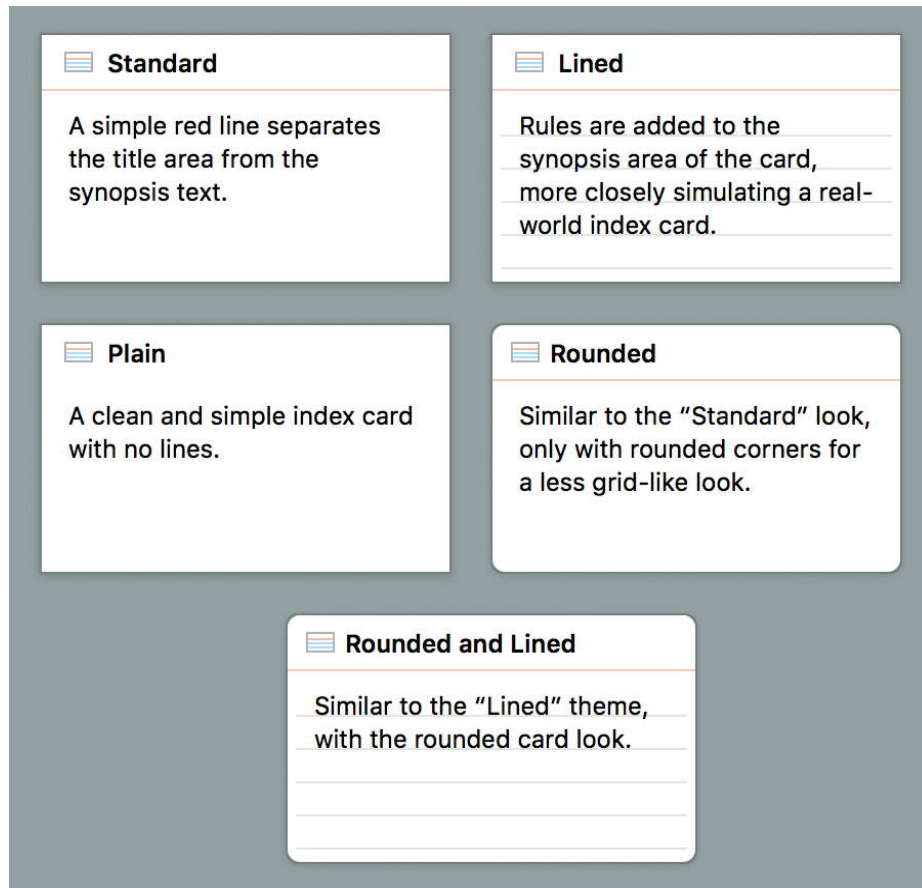 Standard
A simple red line separates
the title area from the
synopsis text.
Lined
Rules are added to the
synopsis area of the card,
more closely simulating a real-
world index card.
Plain
A clean and simple index card
with no lines.
Rounded
Similar to the “Standard” look,
only with rounded corners for
a less grid-like look.
Rounded and Lined
Similar to the “Lined” theme,
with the rounded card look.